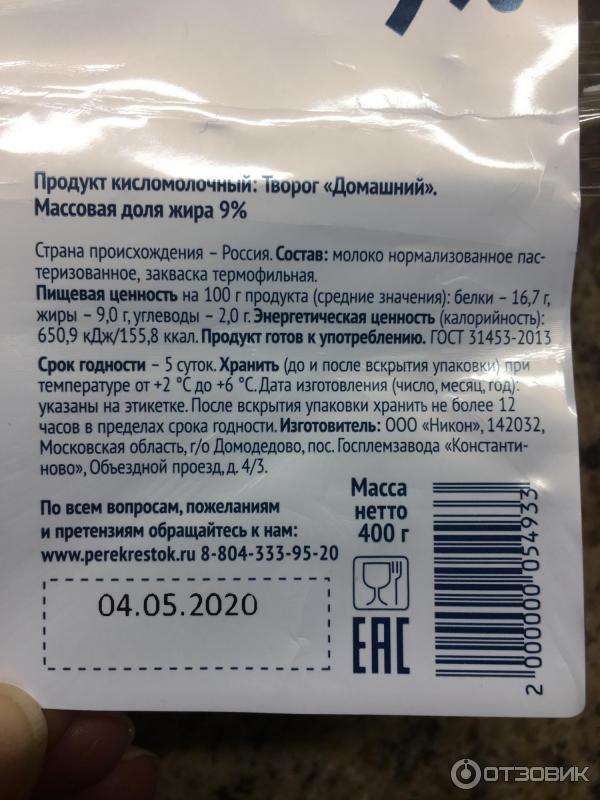 Продукт кисломолочный: Творог «Домашний».
Массовая доля жира 9%
Страна происхождения – Россия. Состав: молоко нормализованное пас-
теризованное, закваска термофильная.
Пищевая ценность на 100 г продукта (средние значения): белки – 16,7 г,
жиры – 9,0 г, углеводы – 2,0 г. Энергетическая ценность (калорийность):
650,9 кДж/155,8 ккал. Продукт готов к употреблению. ГОСТ 31453-2013
Срок годности – 5 суток. Хранить (до и после вскрытия упаковки) при
температуре от +2 °С до +6 °С. Дата изготовления (число, месяц, год):
указаны на этикетке. После вскрытия упаковки хранить не более 12
часов в пределах срока годности. Изготовитель: ООО «Никон», 142032,
Московская область, г/о Домодедово, пос. Госплемзавода «Константи-
ново», Объездной проезд, д. 4/3.
По всем вопросам, пожеланиям
и претензиям обращайтесь к нам:
www.perekrestok.ru 8-804-333-95-20
04.05.2020
Масса
нетто
400 г
EAC
2 000000 054933
ОТЗОВИК